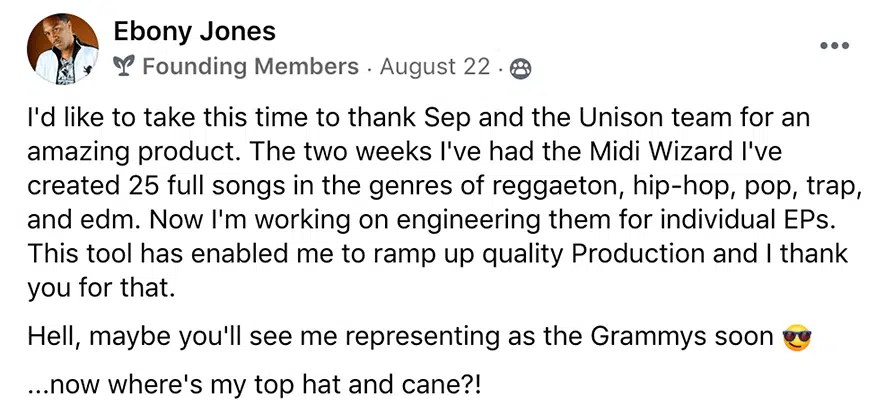 Ebony Jones
Founding Members · August 22 ·
I'd like to take this time to thank Sep and the Unison team for an
amazing product. The two weeks I've had the Midi Wizard I've
created 25 full songs in the genres of reggaeton, hip-hop, pop, trap,
and edm. Now I'm working on engineering them for individual EPs.
This tool has enabled me to ramp up quality Production and I thank
you for that.
Hell, maybe you'll see me representing as the Grammys soon 😎
...now where's my top hat and cane?!